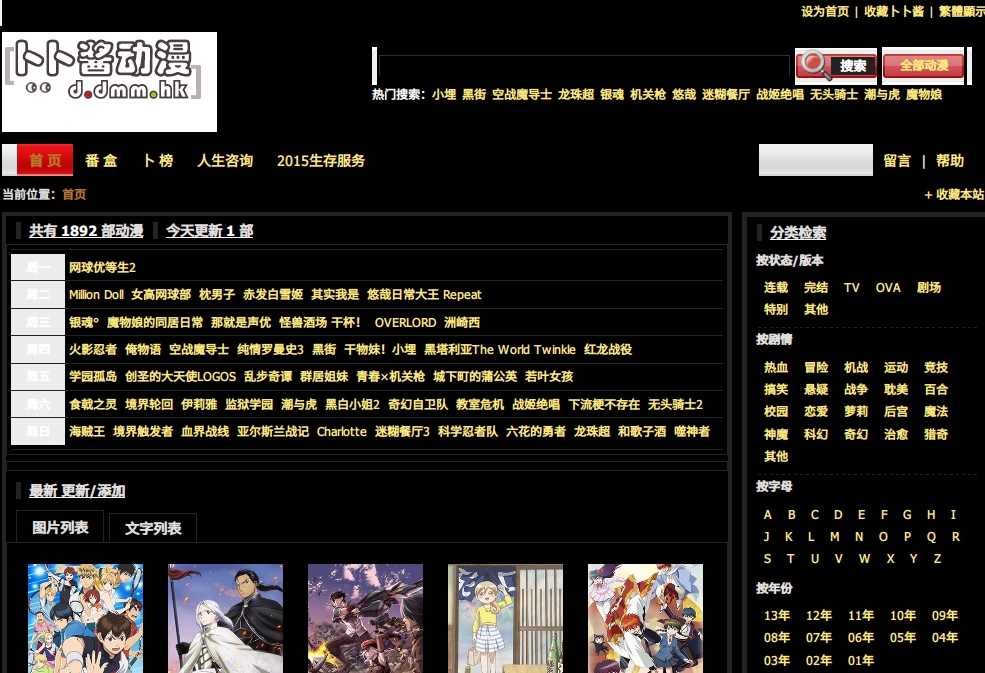 设为首页 | 收藏卜卜酱 | 繁體顯示
卜卜酱动漫
d.dmm.hk
搜索 全部动漫
热门搜索：小埋 黑街 空战魔导士 龙珠超 银魂 机关枪 悠哉 迷糊餐厅 战姬绝唱 无头骑士 潮与虎 魔物娘
首 页 番 盒 卜 榜 人生咨询 2015生存服务
留言 | 帮助
当前位置：首页
+ 收藏本站
共有 1892 部动漫 今天更新 1 部
周一 网球优等生2
周二 Million Doll 女高网球部 枕男子 赤发白雪姬 其实我是 悠哉日常大王 Repeat
周三 银魂° 魔物娘的同居日常 那就是声优 怪兽酒场 干杯！ OVERLORD 洲崎西
周四 火影忍者 俺物语 空战魔导士 纯情罗曼史3 黑街 干物妹！小埋 黑塔利亚The World Twinkle 红龙战役
周五 学园孤岛 创圣的大天使LOGOS 乱步奇谭 群居姐妹 青春×机关枪 城下町的蒲公英 若叶女孩
周六 食戟之灵 境界轮回 伊莉雅 监狱学园 潮与虎 黑白小姐2 奇幻自卫队 教室危机 战姬绝唱 下流梗不存在 无头骑士2
周日 海贼王 境界触发者 血界战线 亚尔斯兰战记 Charlotte 迷糊餐厅3 科学忍者队 六花的勇者 龙珠超 和歌子酒 噬神者
最新 更新/添加
图片列表 文字列表
分类检索
按状态/版本
连载 完结 TV OVA 剧场
特别 其他
按剧情
热血 冒险 机战 运动 竞技
搞笑 悬疑 战争 耽美 百合
校园 恋爱 萝莉 后宫 魔法
神魔 科幻 奇幻 治愈 猎奇
其他
按字母
A B C D E F G H I
J K L M N O P Q R
S T U V W X Y Z
按年份
13年 12年 11年 10年 09年
08年 07年 06年 05年 04年
03年 02年 01年